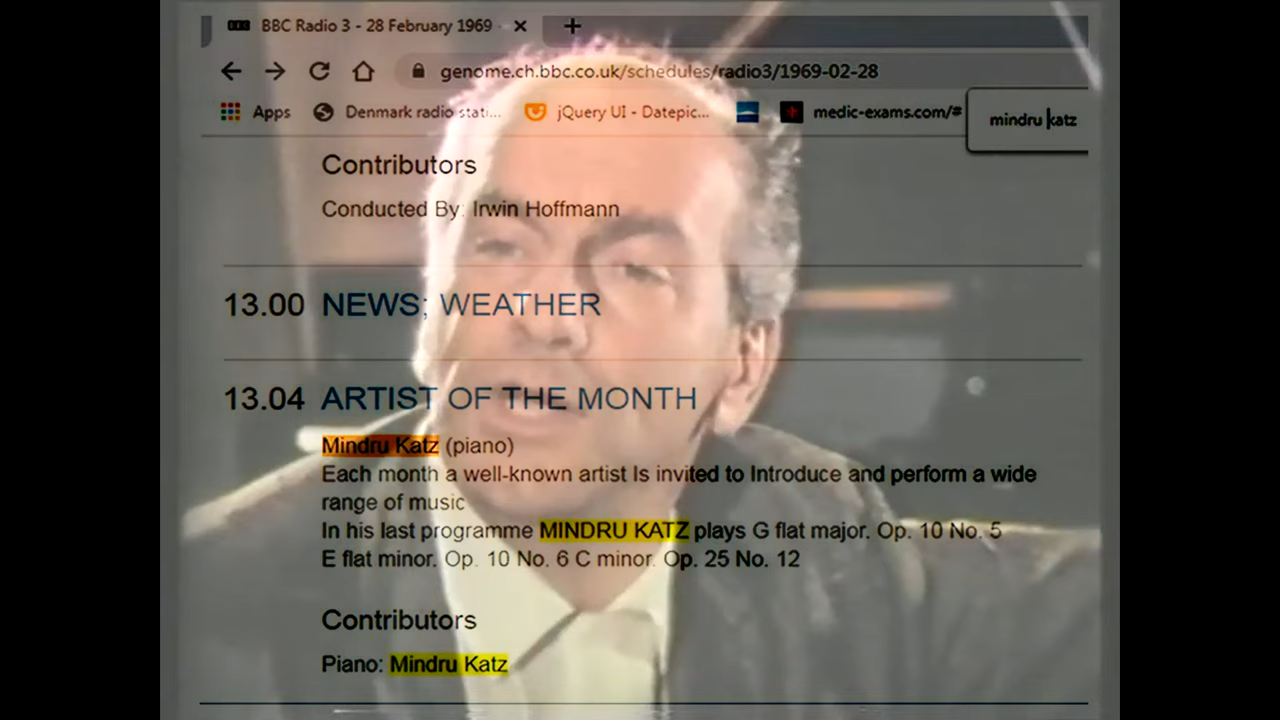 BBC Radio 3 - 28 February 1969
genome.ch.bbc.co.uk/schedules/radio3/1969-02-28
Apps Denmark radio stati... jQuery UI - Datepic... medic-exams.com/#
mindru katz
Contributors
Conducted By: Irwin Hoffmann
13.00 NEWS; WEATHER
13.04 ARTIST OF THE MONTH
Mindru Katz (piano)
Each month a well-known artist Is invited to Introduce and perform a wide
range of music
In his last programme MINDRU KATZ plays G flat major. Op. 10 No. 5
E flat minor. Op. 10 No. 6 C minor. Op. 25 No. 12
Contributors
Piano: Mindru Katz